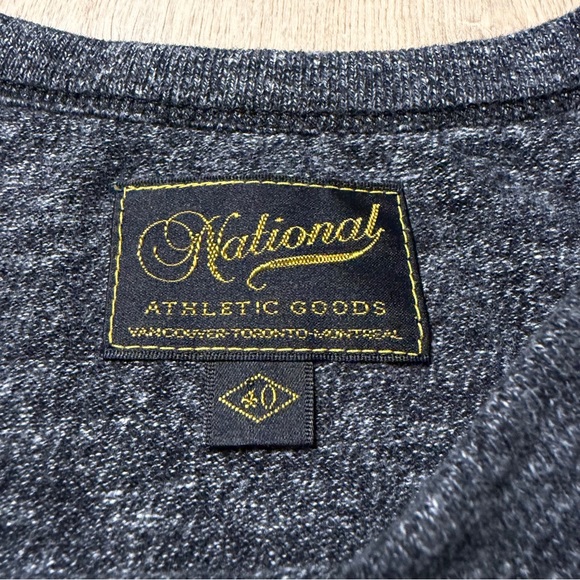 National
ATHLETIC GOODS
VANCOUVER-TORONTO-MONTREAL
40